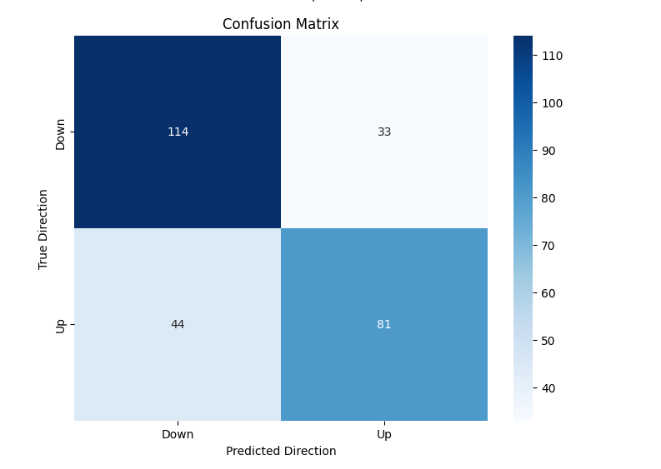 Confusion Matrix
110
100
90
80
70
60
50
40
True Direction
Down
Up
114
33
44
81
Down
Up
Predicted Direction